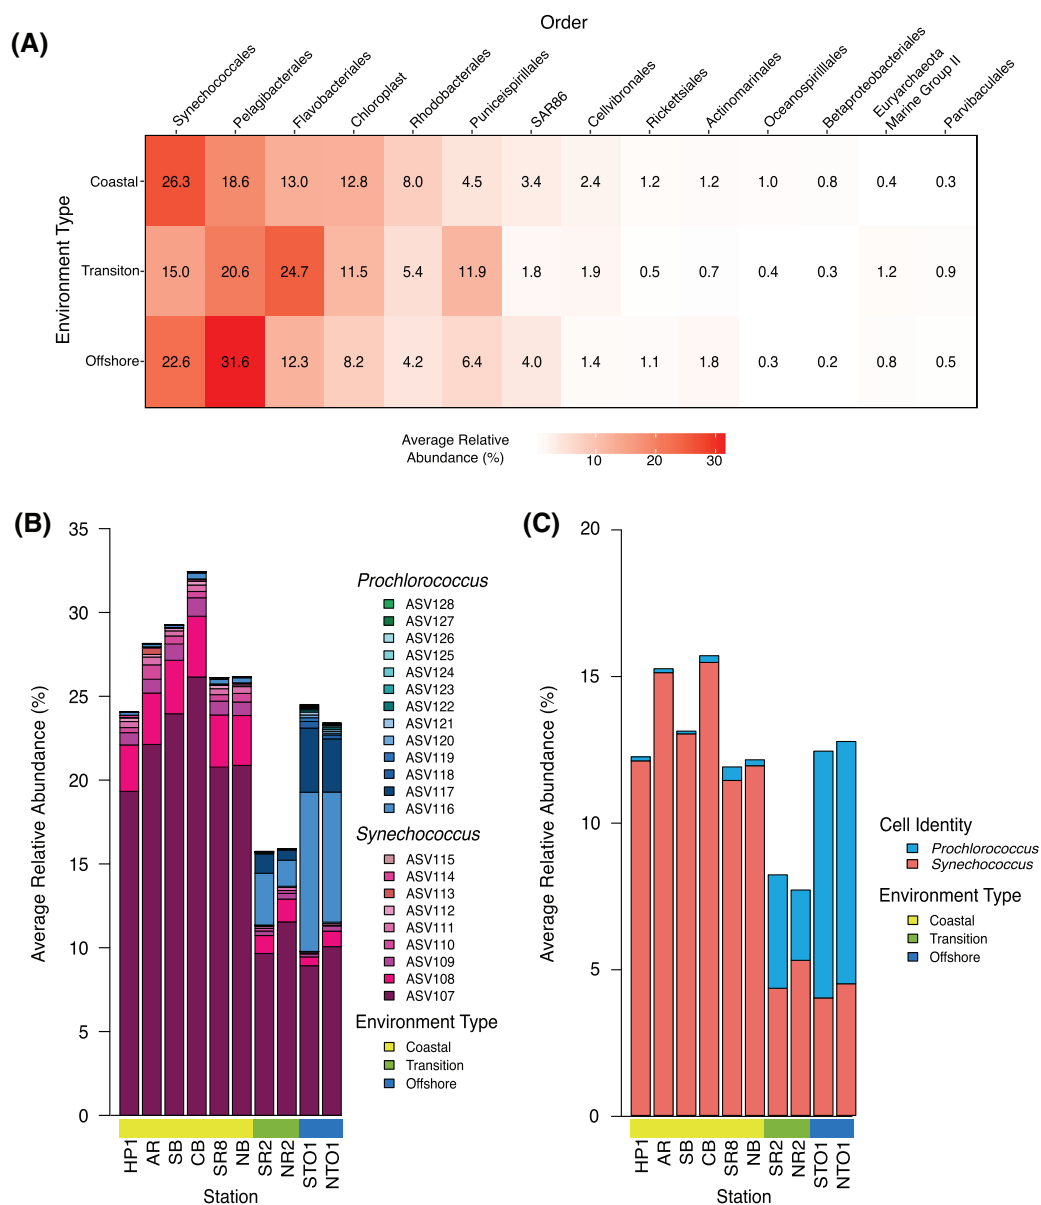 (A)
Order
Synechococcales
Pelagibacterales
Flavobacteriales
Chloroplast
Rhodobacterales
Puniceispirillales
SAR86
Cellvibronales
Rickettsiales
Actinomarinales
Oceanospirilllales
Betaproteobacteriales
Euryarchaeota
Marine Group II
Parvibaculales
Environment Type
Coastal
26.3 18.6 13.0 12.8 8.0 4.5 3.4 2.4 1.2 1.2 1.0 0.8 0.4 0.3
Transiton
15.0 20.6 24.7 11.5 5.4 11.9 1.8 1.9 0.5 0.7 0.4 0.3 1.2 0.9
Offshore
22.6 31.6 12.3 8.2 4.2 6.4 4.0 1.4 1.1 1.8 0.3 0.2 0.8 0.5
Average Relative
Abundance (%)
10 20 30
(B)
Average Relative Abundance (%)
35
30
25
20
15
10
5
0
HP1
AR
SB
CB
SR8
NB
SR2
NR2
STO1
NTO1
Station
Prochlorococcus
ASV128
ASV127
ASV126
ASV125
ASV124
ASV123
ASV122
ASV121
ASV120
ASV119
ASV118
ASV117
ASV116
Synechococcus
ASV115
ASV114
ASV113
ASV112
ASV111
ASV110
ASV109
ASV108
ASV107
Environment Type
Coastal
Transition
Offshore
(C)
Average Relative Abundance (%)
20
15
10
5
0
HP1
AR
SB
CB
SR8
NB
SR2
NR2
STO1
NTO1
Station
Cell Identity
Prochlorococcus
Synechococcus
Environment Type
Coastal
Transition
Offshore